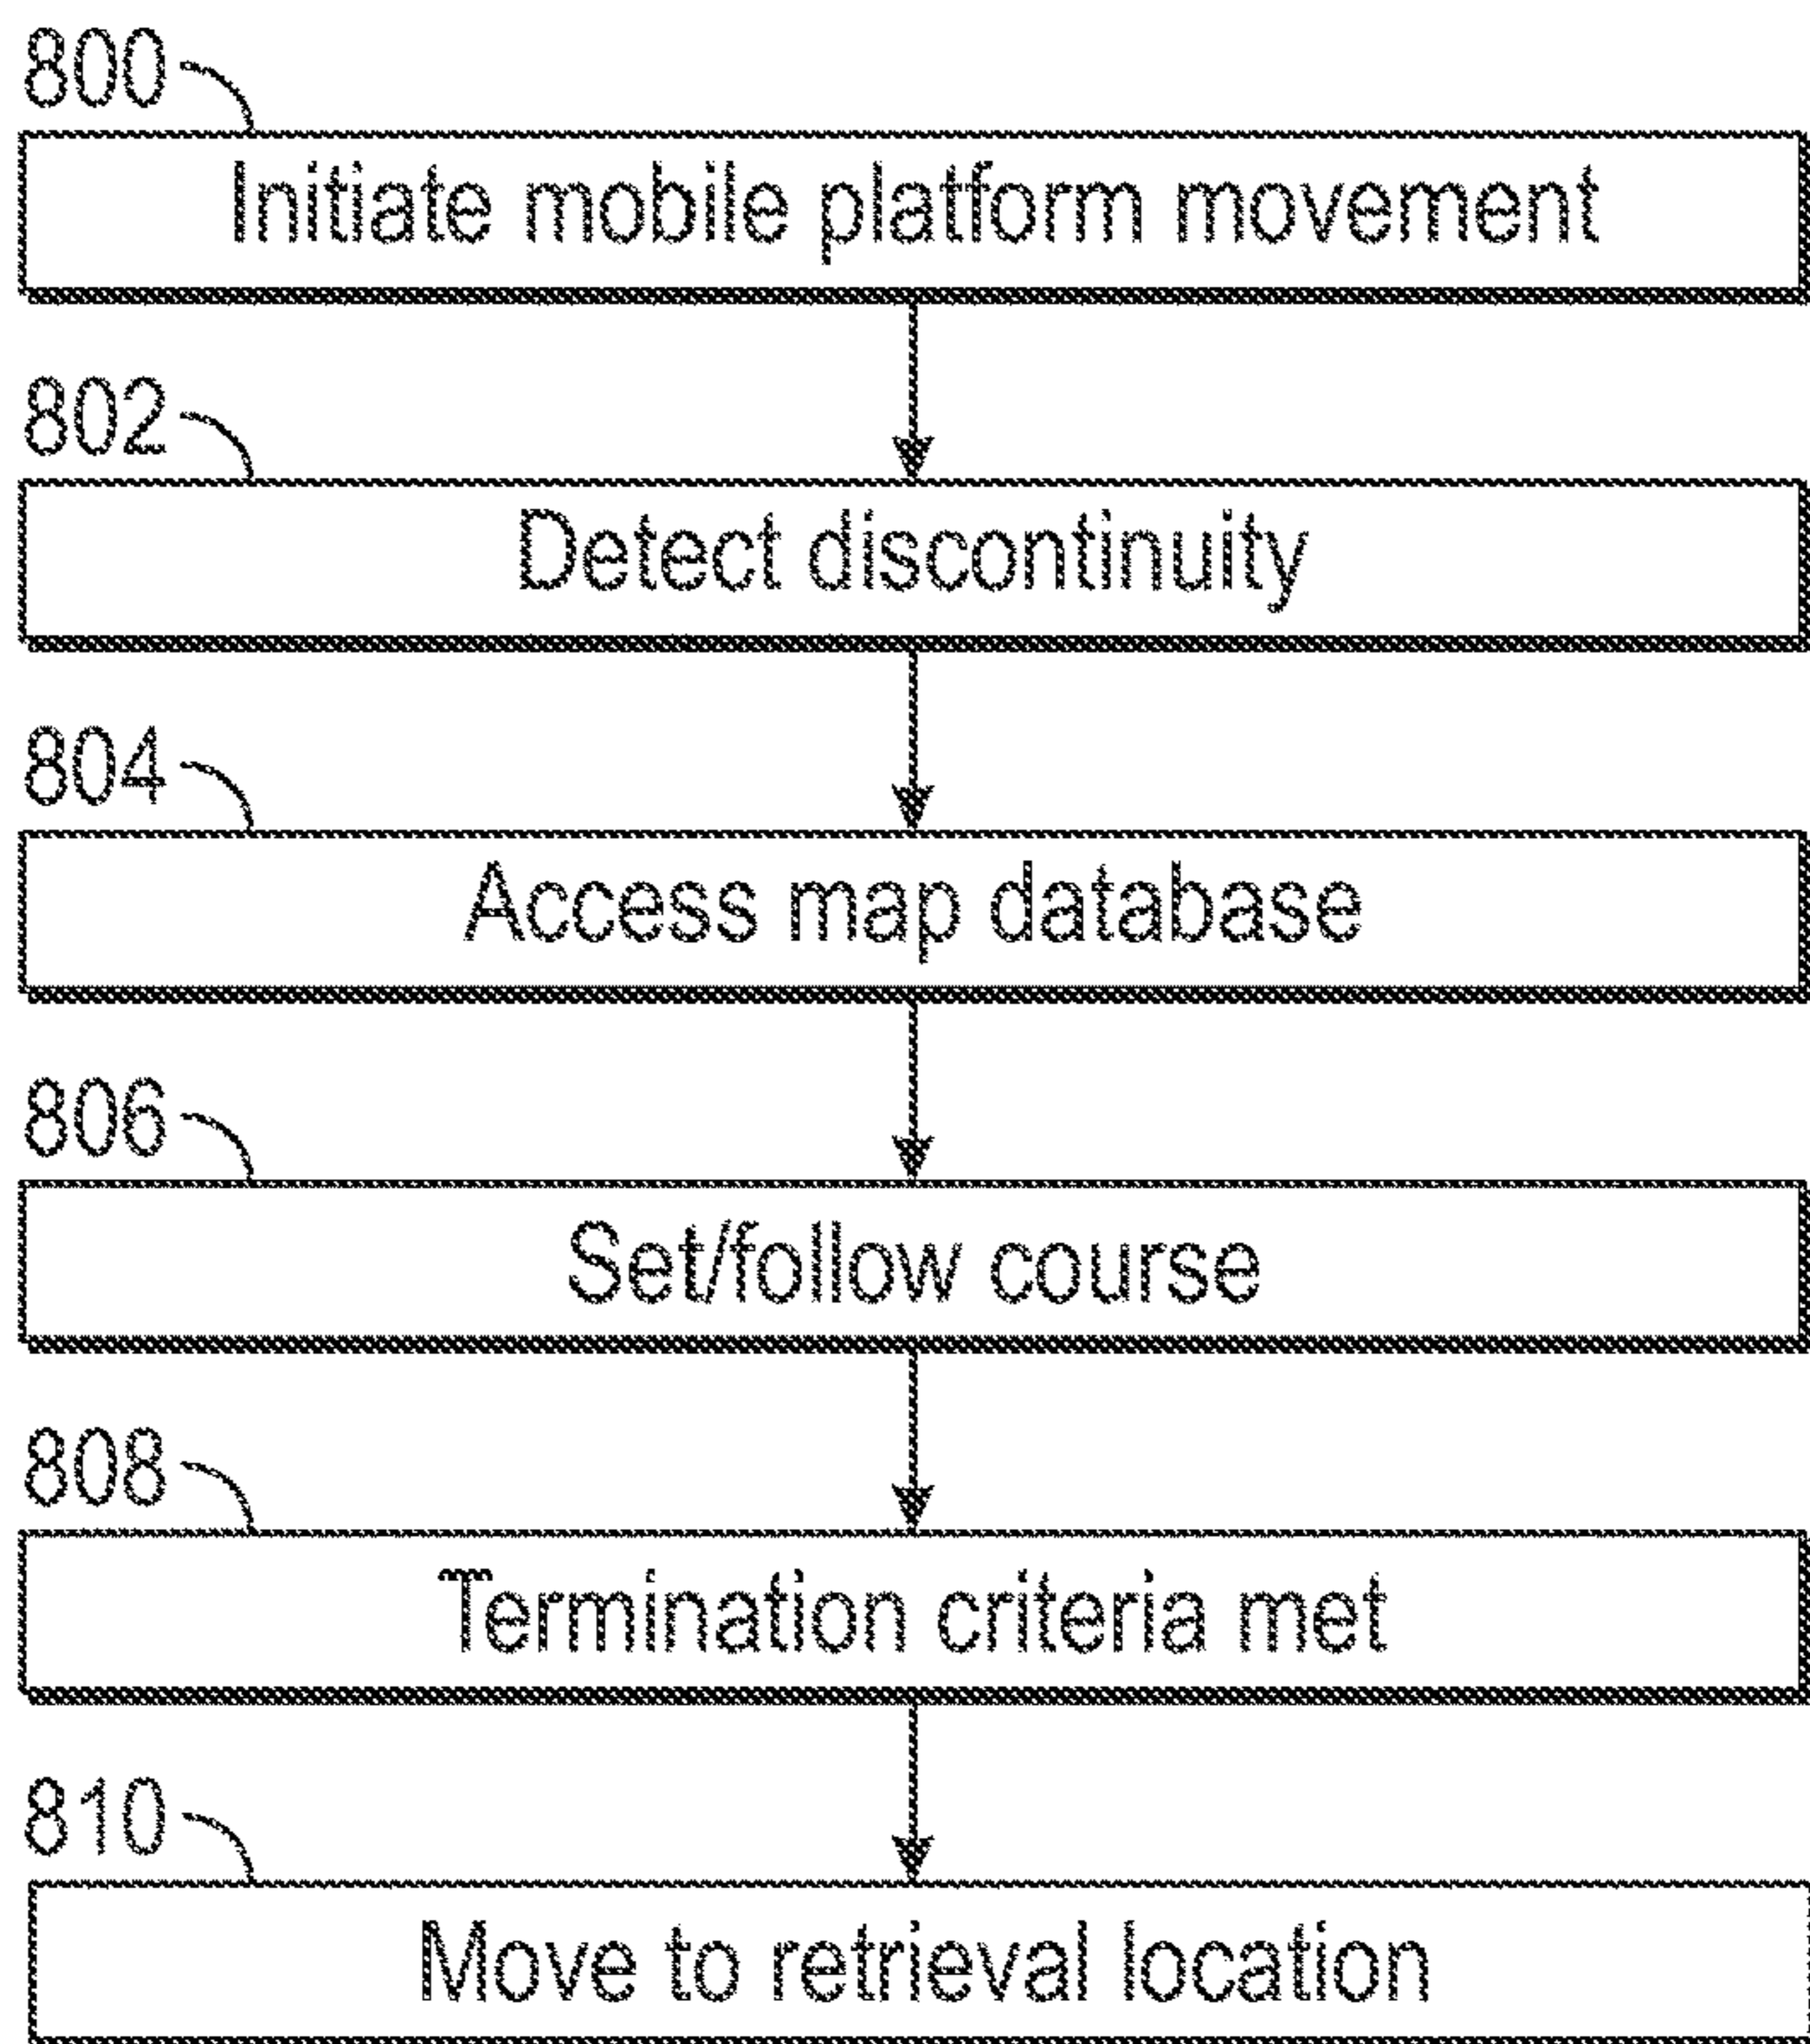 800
Initiate mobile platform movement
802
Detect discontinuity
804
Access map database
806
Set/follow course
808
Termination criteria met
810
Move to retrieval location